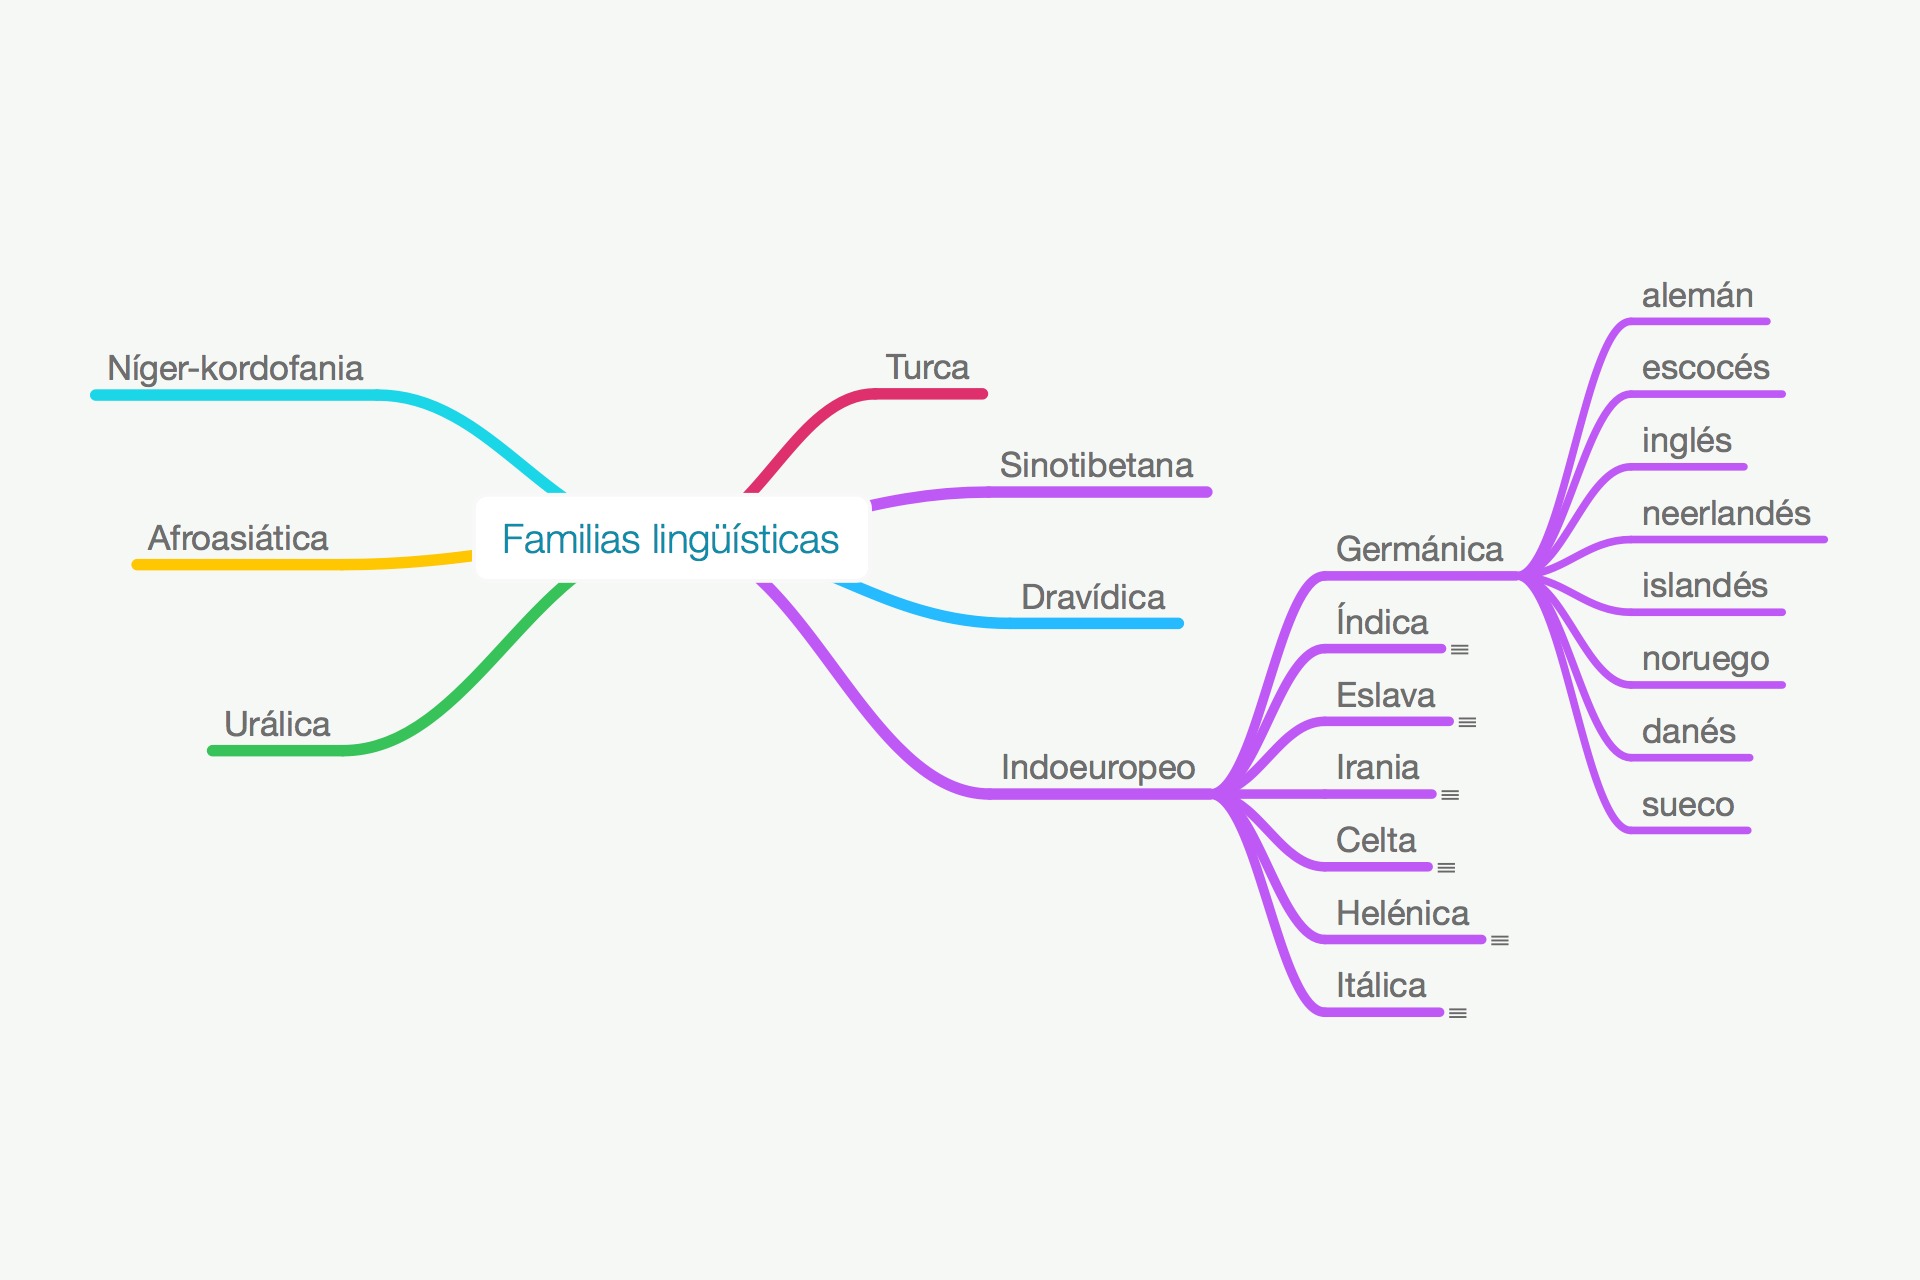 Familias lingüísticas
Níger-kordofania
Afroasiática
Urálica
Turca
Sinotibetana
Dravídica
Indoeuropeo
Germánica
Índica
Eslava
Irania
Celta
Helénica
Itálica
alemán
escocés
inglés
neerlandés
islandés
noruego
danés
sueco